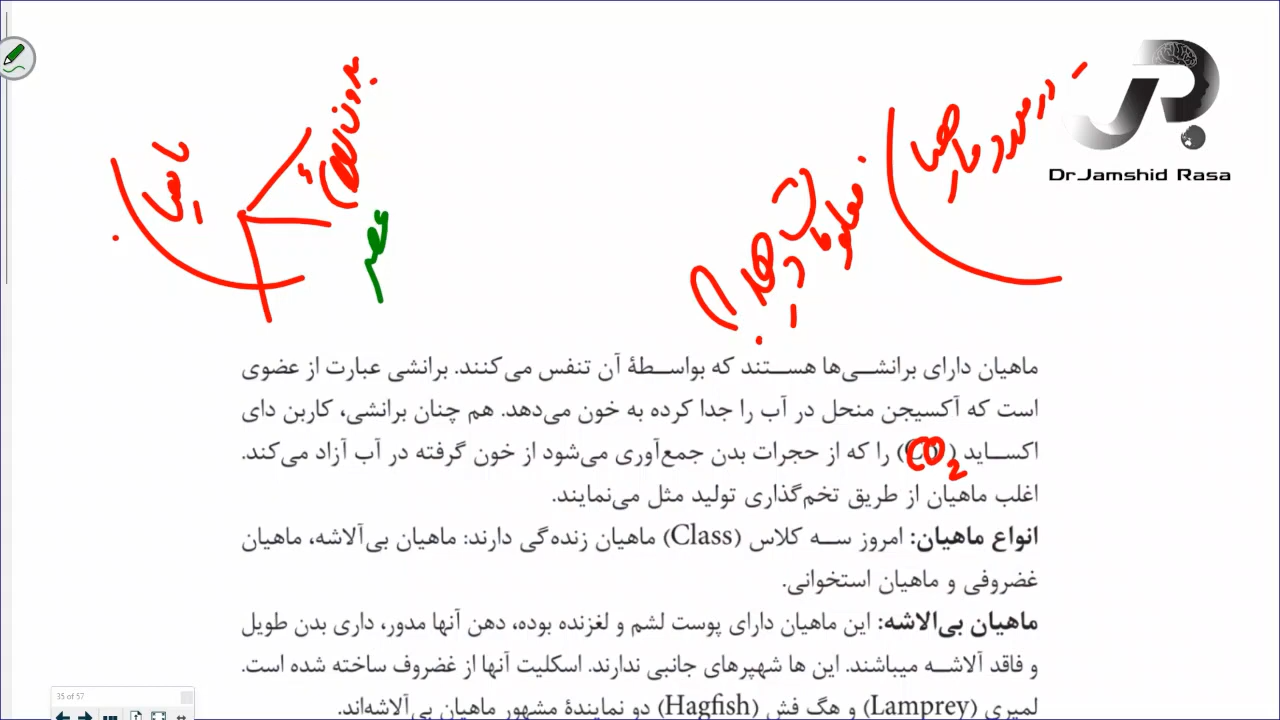 Dr.Jamshid Rasa
ماهیان دارای برانشی‌ها هستند که بواسطهٔ آن تنفس می‌کنند. برانشی عبارت از عضوی
است که آکسیجن منحل در آب را جدا کرده به خون می‌دهد. هم چنان برانشی، کاربن دای
اکساید (CO2) را که از حجرات بدن جمع‌آوری می‌شود از خون گرفته در آب آزاد می‌کند.
اغلب ماهیان از طریق تخم‌گذاری تولید مثل می‌نمایند.
انواع ماهیان: امروز سه کلاس (Class) ماهیان زنده‌گی دارند: ماهیان بی‌آلاشه، ماهیان
غضروفی و ماهیان استخوانی.
ماهیان بی‌الاشه: این ماهیان دارای پوست لشم و لغزنده بوده، دهن آنها مدور، داری بدن طویل
و فاقد آلاشه میباشند. این ها شهپرهای جانبی ندارند. اسکلیت آنها از غضروف ساخته شده است.
لمپری (Lamprey) و هگ فش (Hagfish) دو نمایندهٔ مشهور ماهیان بی‌آلاشه‌اند.
35 of 57